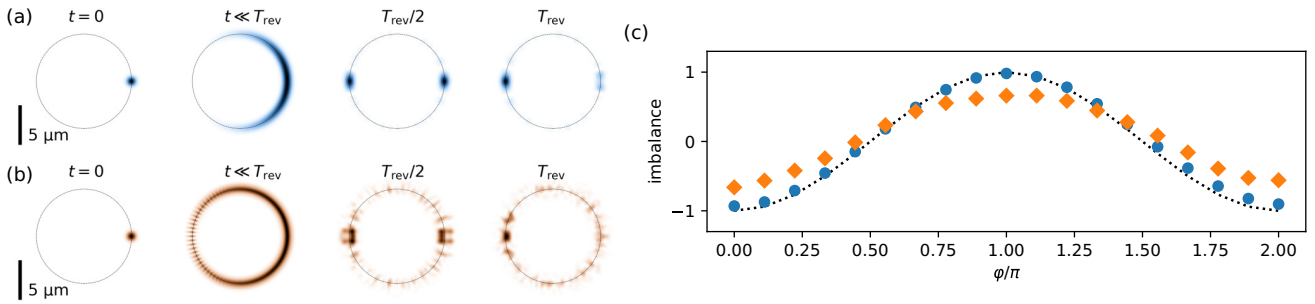 (a)
t = 0
t ≪ T_rev
T_rev/2
T_rev
5 μm
(b)
t = 0
t ≪ T_rev
T_rev/2
T_rev
5 μm
(c)
imbalance
1
0
−1
0.00 0.25 0.50 0.75 1.00 1.25 1.50 1.75 2.00
φ/π